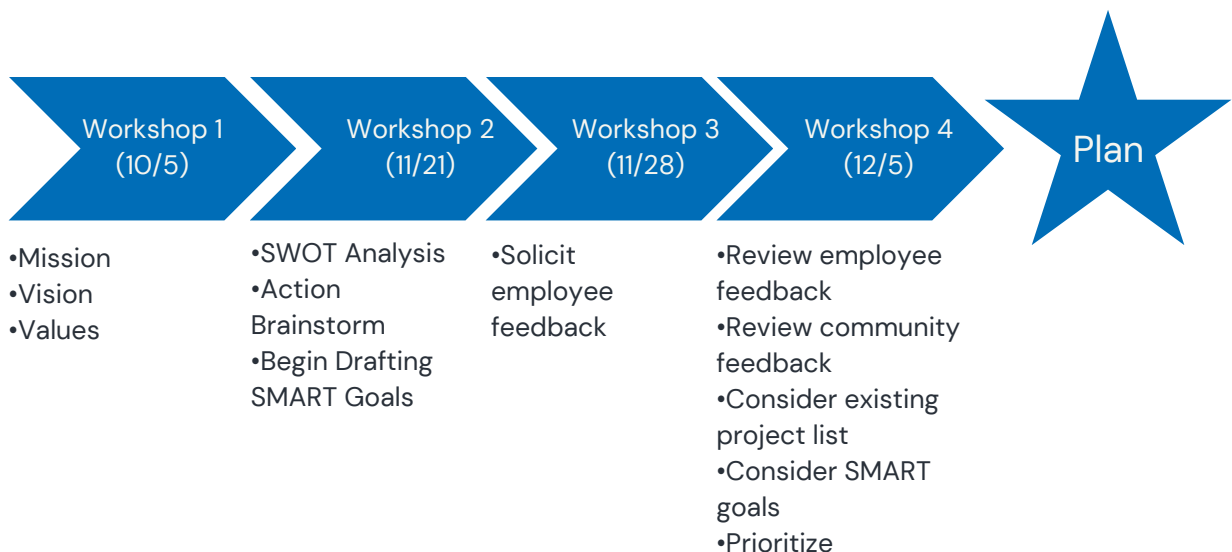 Workshop 1
(10/5)
Workshop 2
(11/21)
Workshop 3
(11/28)
Workshop 4
(12/5)
Plan
•Mission
•Vision
•Values
•SWOT Analysis
•Action
Brainstorm
•Begin Drafting
SMART Goals
•Solicit
employee
feedback
•Review employee
feedback
•Review community
feedback
•Consider existing
project list
•Consider SMART
goals
•Prioritize